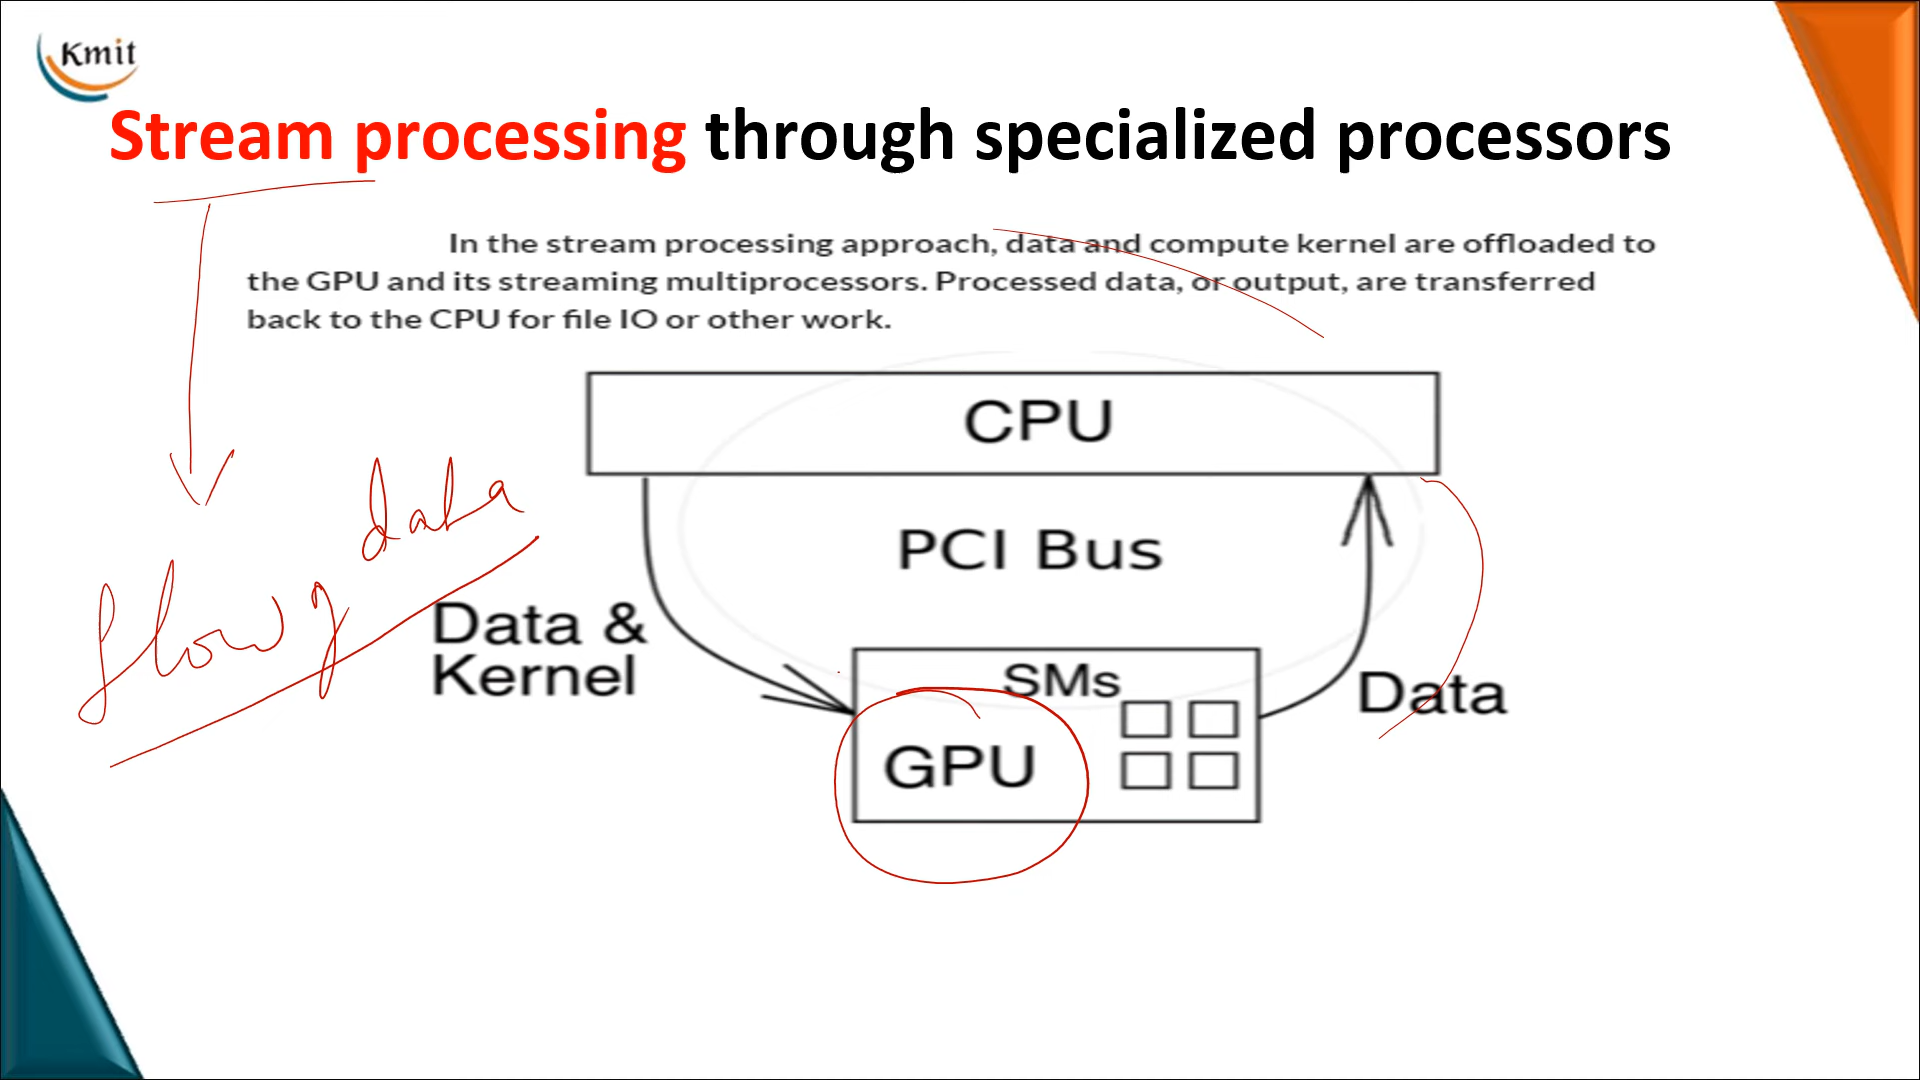 Kmit
Stream processing through specialized processors
In the stream processing approach, data and compute kernel are offloaded to
the GPU and its streaming multiprocessors. Processed data, or output, are transferred
back to the CPU for file IO or other work.
CPU
PCI Bus
Data &
Kernel
SMs
GPU
Data
flow of data